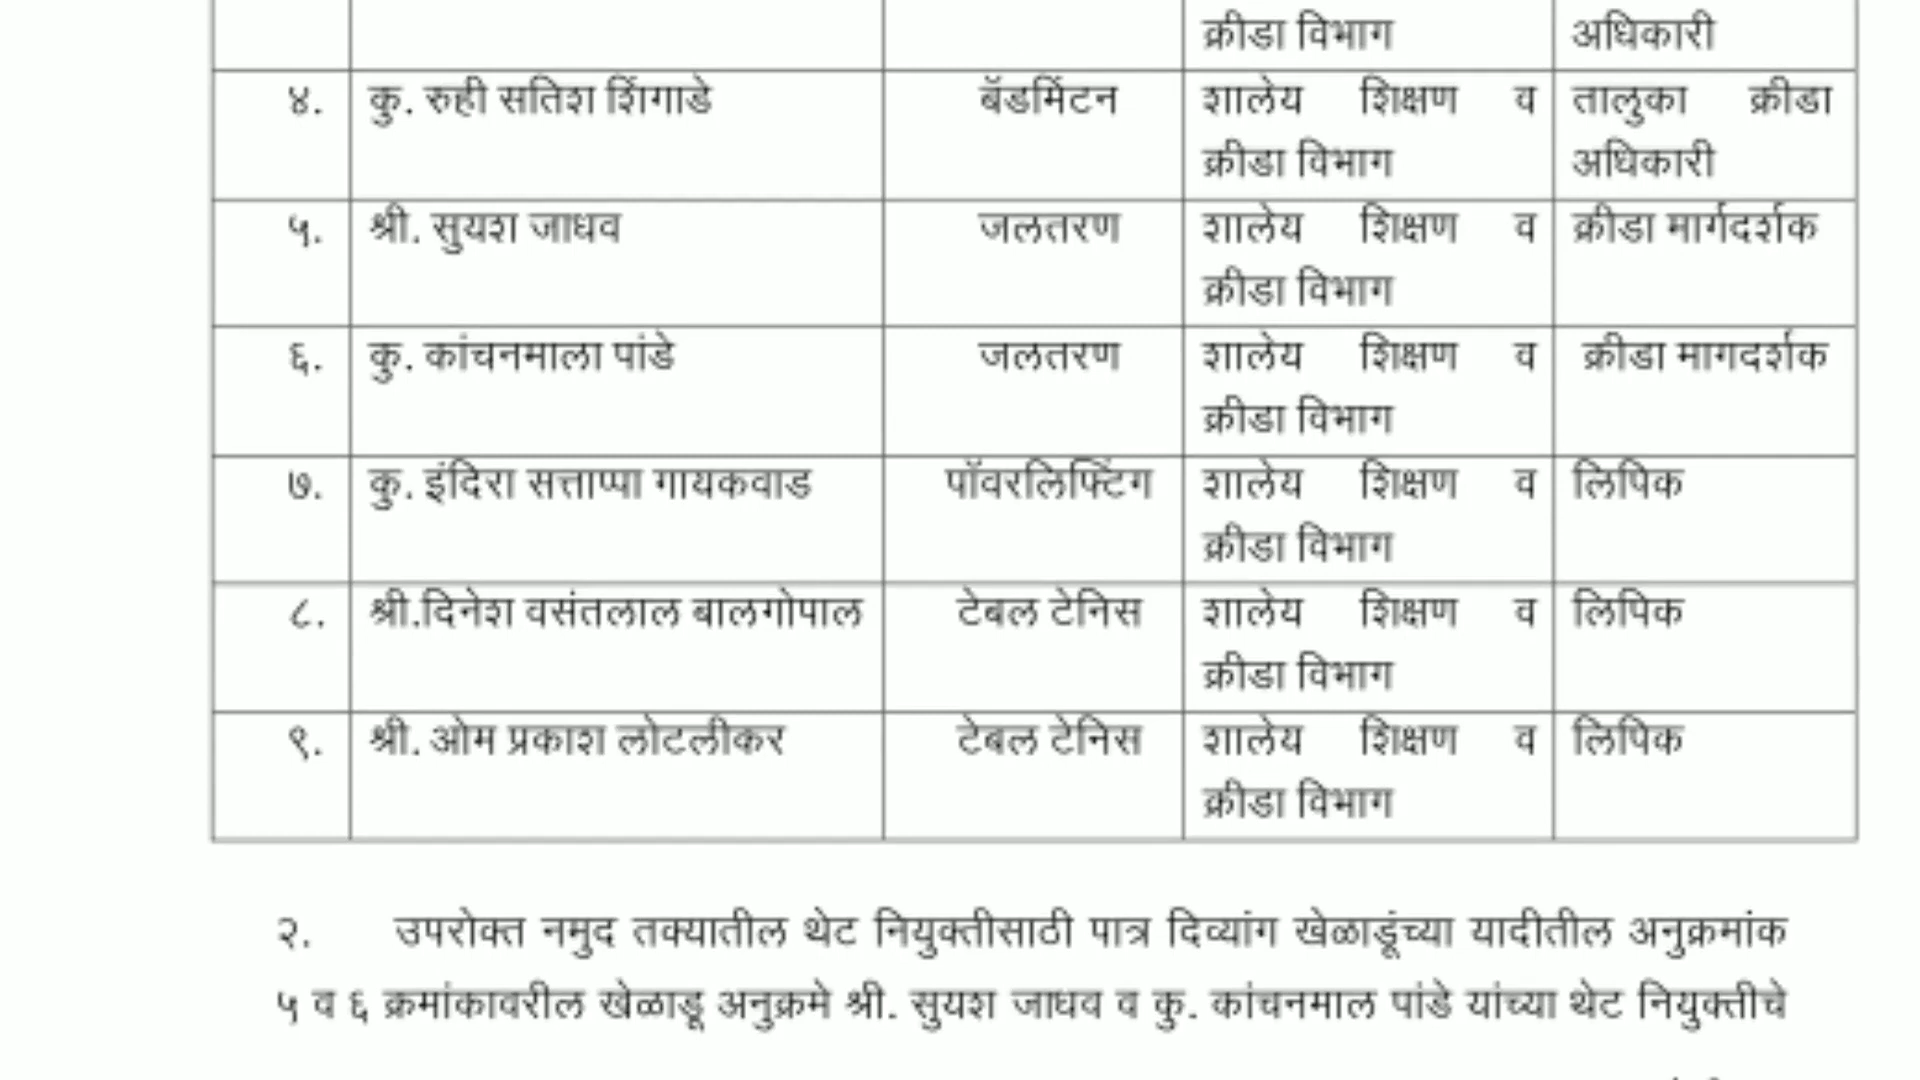 क्रीडा विभाग अधिकारी
४. कु. रुही सतिश शिंगाडे बॅडमिंटन शालेय शिक्षण व तालुका क्रीडा
क्रीडा विभाग अधिकारी
५. श्री. सुयश जाधव जलतरण शालेय शिक्षण व क्रीडा मार्गदर्शक
क्रीडा विभाग
६. कु. कांचनमाला पांडे जलतरण शालेय शिक्षण व क्रीडा मागदर्शक
क्रीडा विभाग
७. कु. इंदिरा सत्ताप्पा गायकवाड पॉवरलिफ्टिंग शालेय शिक्षण व लिपिक
क्रीडा विभाग
८. श्री.दिनेश वसंतलाल बालगोपाल टेबल टेनिस शालेय शिक्षण व लिपिक
क्रीडा विभाग
९. श्री. ओम प्रकाश लोटलीकर टेबल टेनिस शालेय शिक्षण व लिपिक
क्रीडा विभाग
२. उपरोक्त नमुद तक्यातील थेट नियुक्तीसाठी पात्र दिव्यांग खेळाडूंच्या यादीतील अनुक्रमांक
५ व ६ क्रमांकावरील खेळाडू अनुक्रमे श्री. सुयश जाधव व कु. कांचनमाल पांडे यांच्या थेट नियुक्तीचे